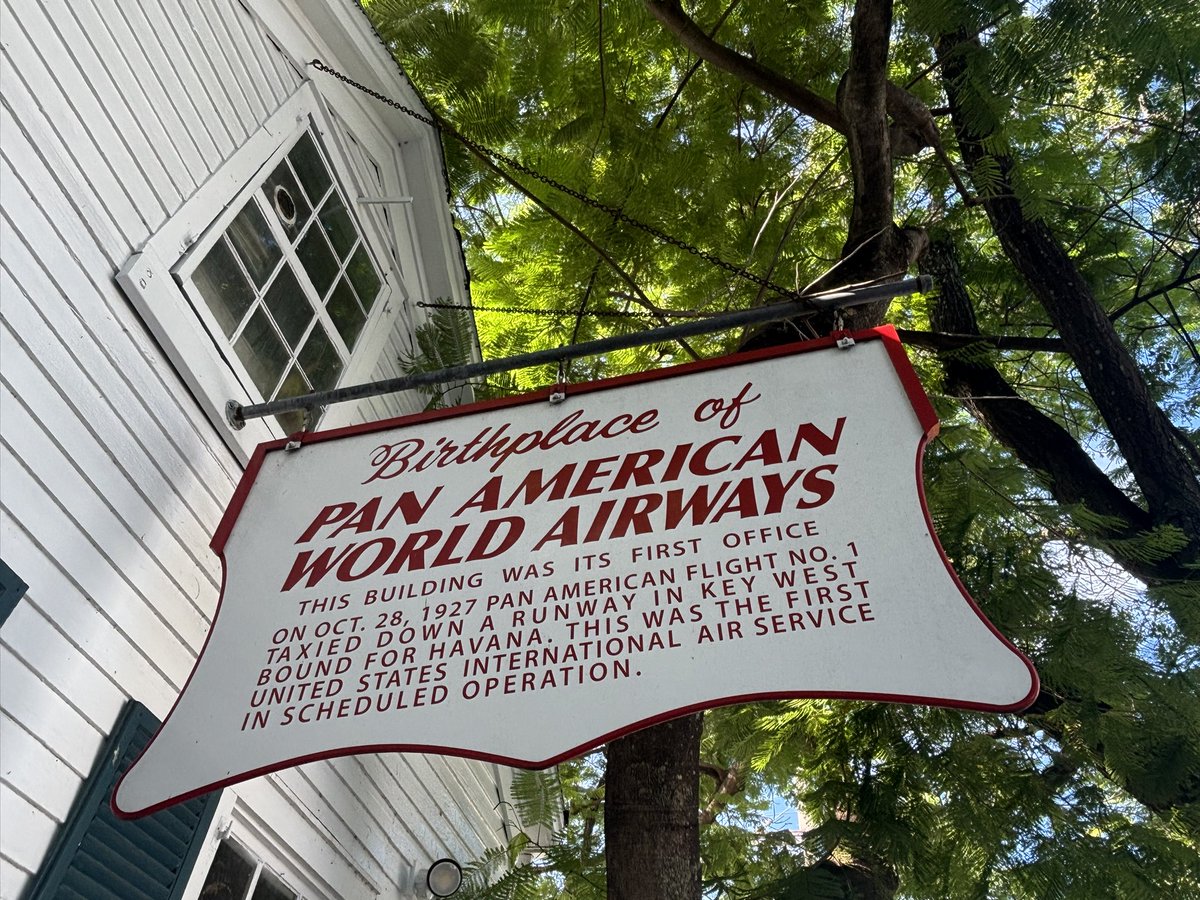 Birthplace of
PAN AMERICAN
WORLD AIRWAYS
THIS BUILDING WAS ITS FIRST OFFICE
ON OCT. 28, 1927 PAN AMERICAN FLIGHT NO. 1
TAXIED DOWN A RUNWAY IN KEY WEST
BOUND FOR HAVANA. THIS WAS THE FIRST
UNITED STATES INTERNATIONAL AIR SERVICE
IN SCHEDULED OPERATION.